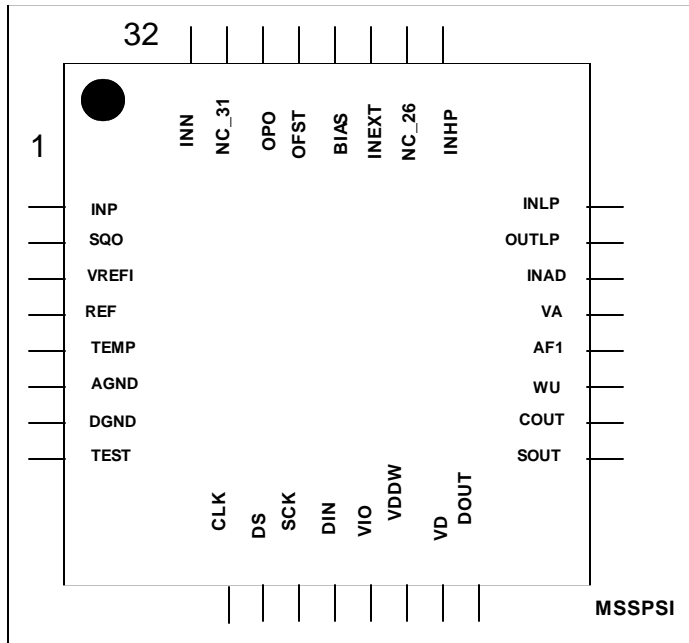 32
1
INN
NC_31
OPO
OFST
BIAS
INEXT
NC_26
INHP
INP
SQO
VREFI
REF
TEMP
AGND
DGND
TEST
INLP
OUTLP
INAD
VA
AF1
WU
COUT
SOUT
CLK
DS
SCK
DIN
VIO
VDDW
VD
DOUT
MSSPSI